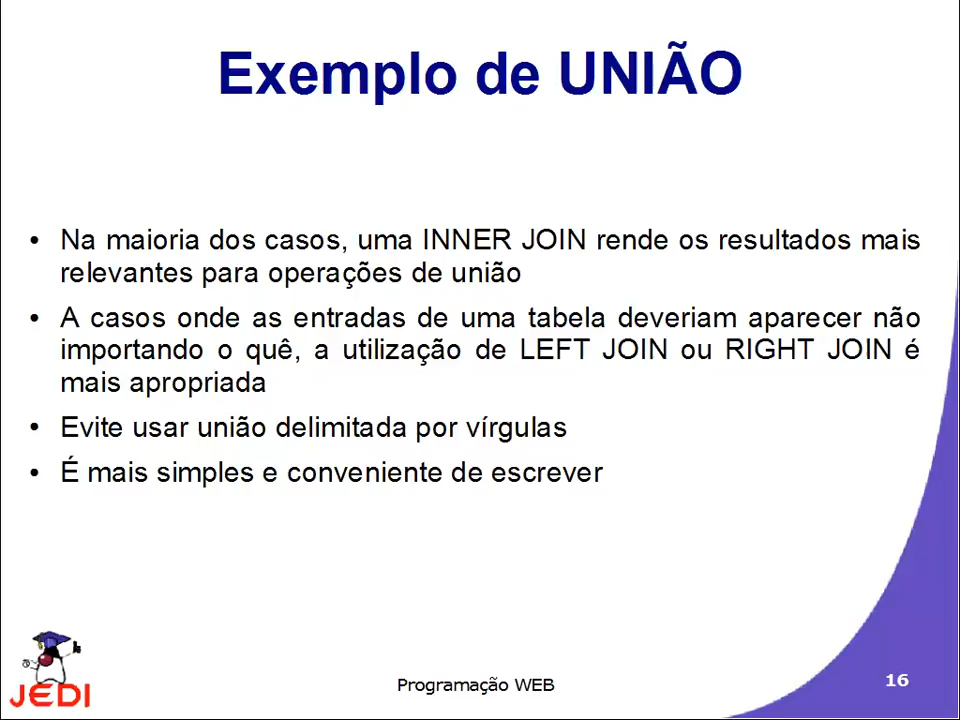 Exemplo de UNIÃO
• Na maioria dos casos, uma INNER JOIN rende os resultados mais
relevantes para operações de união
• A casos onde as entradas de uma tabela deveriam aparecer não
importando o quê, a utilização de LEFT JOIN ou RIGHT JOIN é
mais apropriada
• Evite usar união delimitada por vírgulas
• É mais simples e conveniente de escrever
JEDI
Programação WEB
16